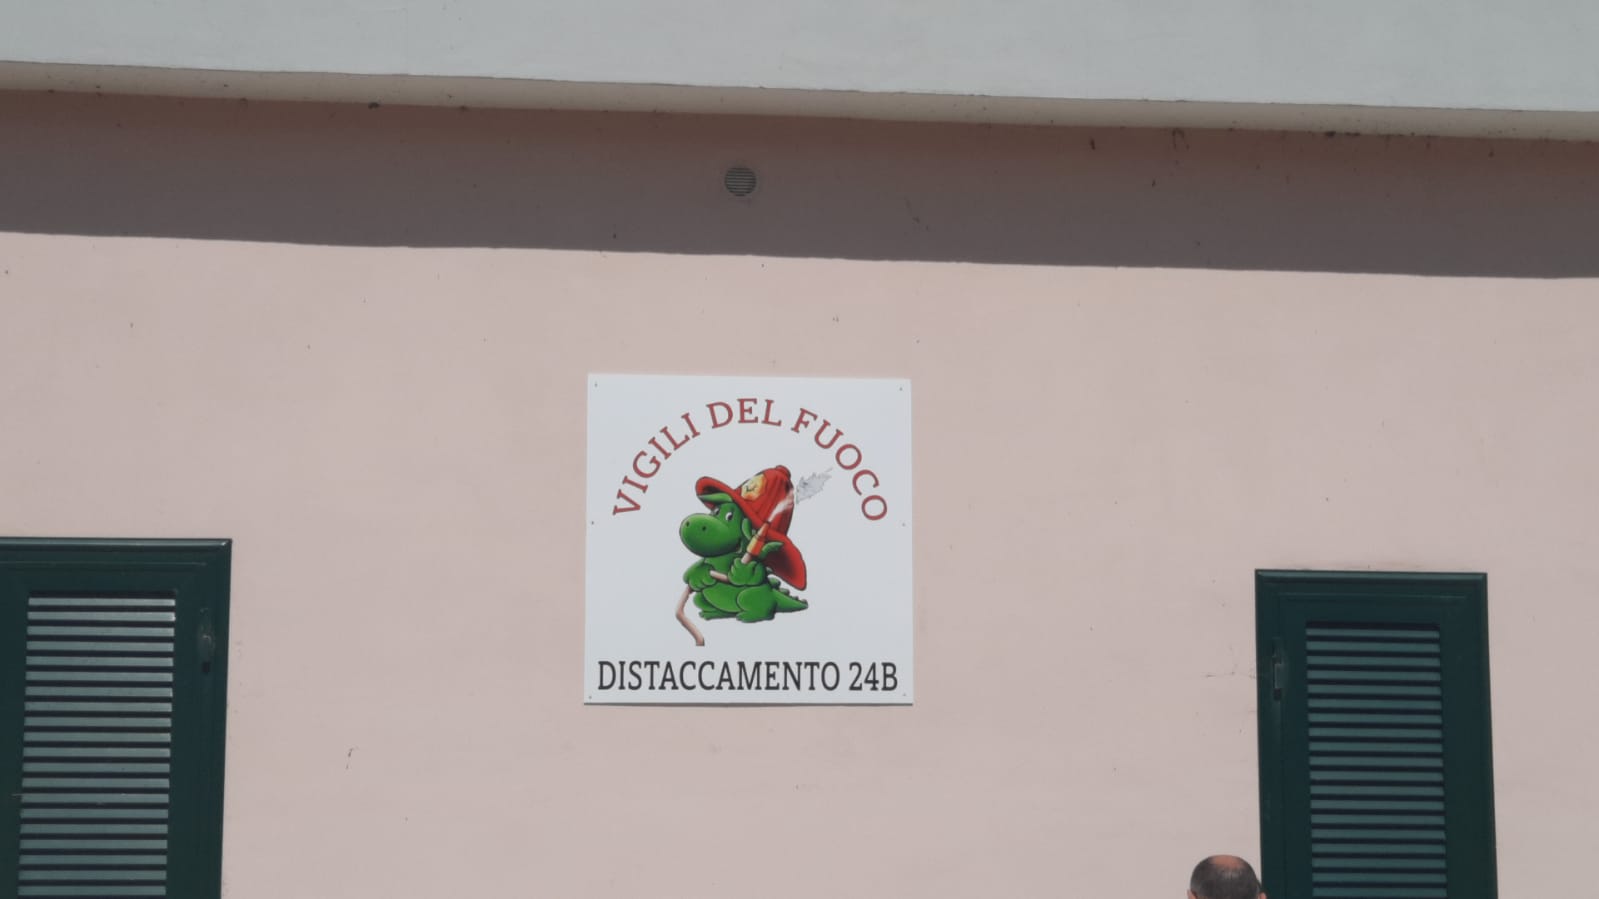 VIGILI DEL FUOCO
DISTACCAMENTO 24B